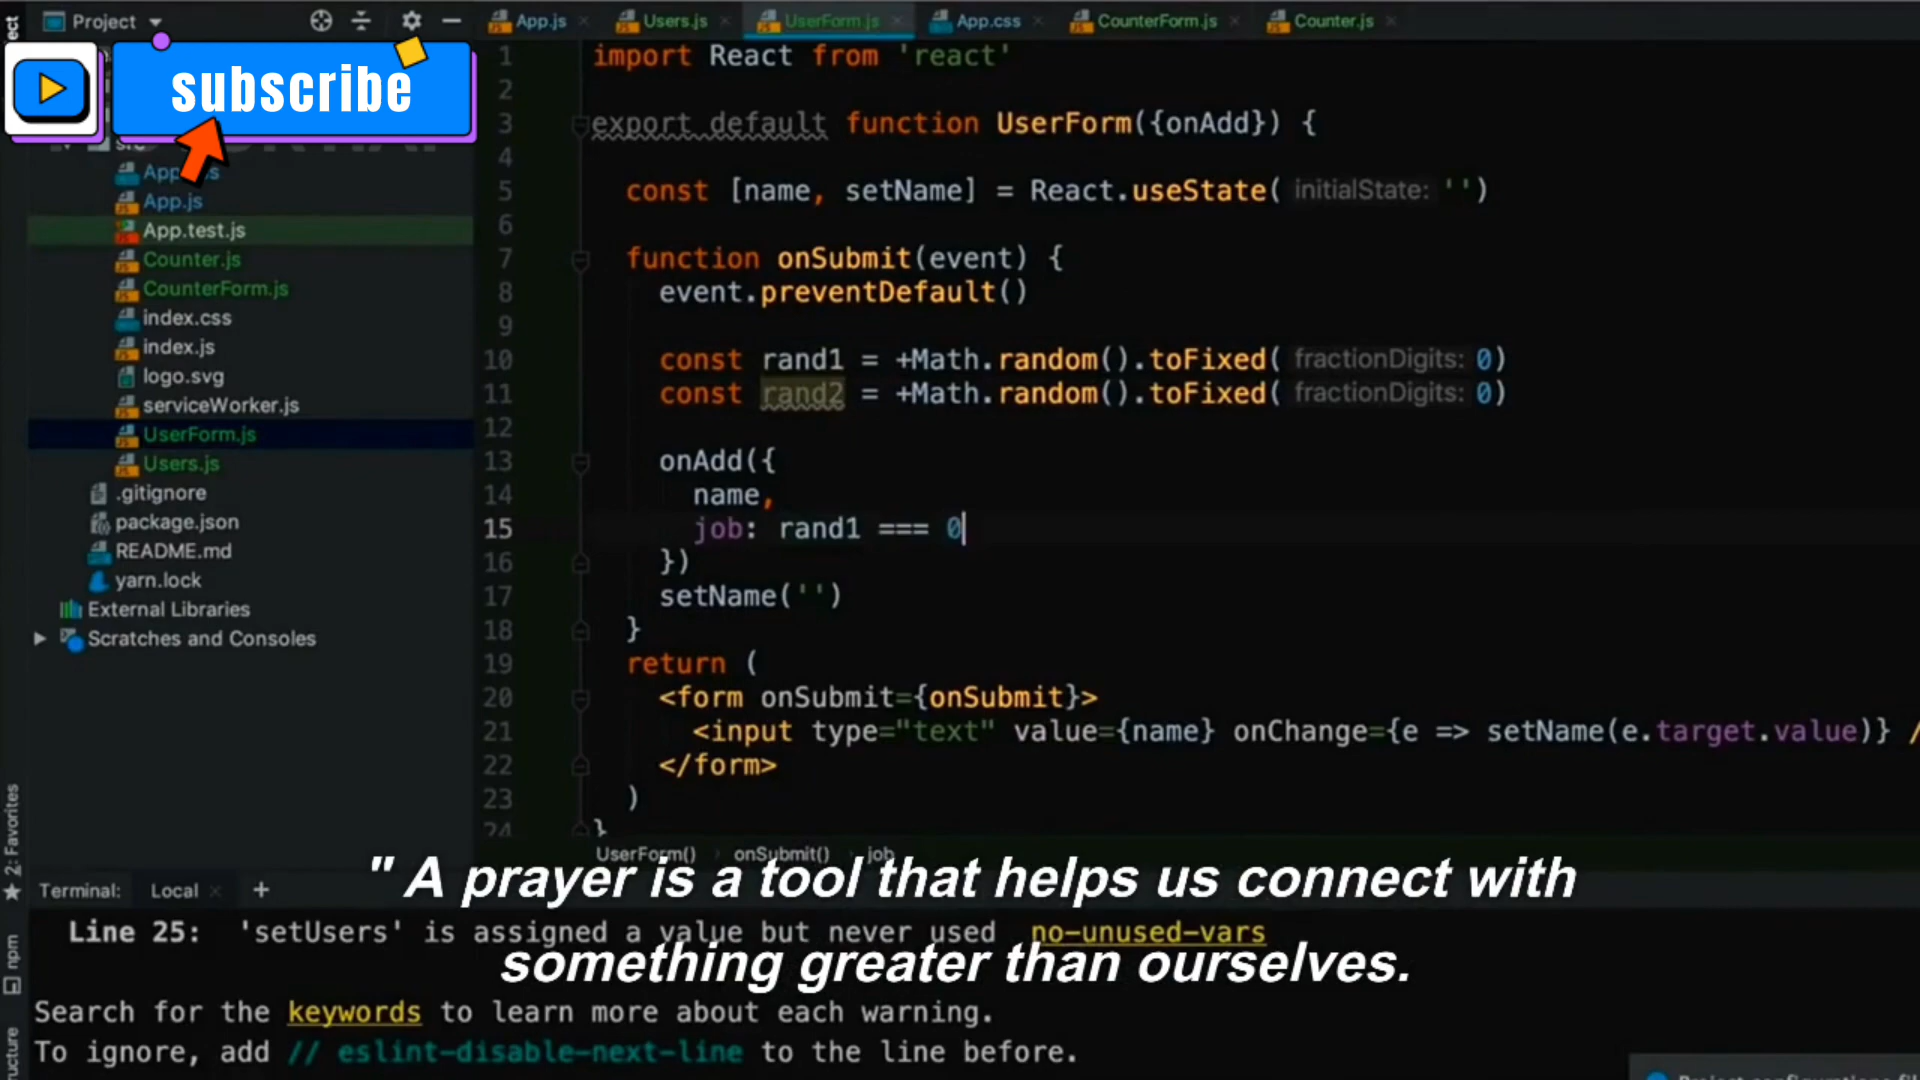 Project
App.js
Users.js
UserForm.js
App.css
CounterForm.js
Counter.js
subscribe
src
App.js
App.test.js
Counter.js
CounterForm.js
index.css
index.js
logo.svg
serviceWorker.js
UserForm.js
Users.js
.gitignore
package.json
README.md
yarn.lock
External Libraries
Scratches and Consoles
1 import React from 'react'
2
3 export default function UserForm({onAdd}) {
4
5 const [name, setName] = React.useState( initialState: '')
6
7 function onSubmit(event) {
8 event.preventDefault()
9
10 const rand1 = +Math.random().toFixed( fractionDigits: 0)
11 const rand2 = +Math.random().toFixed( fractionDigits: 0)
12
13 onAdd({
14 name,
15 job: rand1 === 0
16 })
17 setName('')
18 }
19 return (
20 <form onSubmit={onSubmit}>
21 <input type="text" value={name} onChange={e => setName(e.target.value)} /
22 </form>
23 )
24 }
UserForm() onSubmit() job
2: Favorites
npm
Terminal: Local +
" A prayer is a tool that helps us connect with
something greater than ourselves.
Line 25: 'setUsers' is assigned a value but never used no-unused-vars
Search for the keywords to learn more about each warning.
To ignore, add // eslint-disable-next-line to the line before.